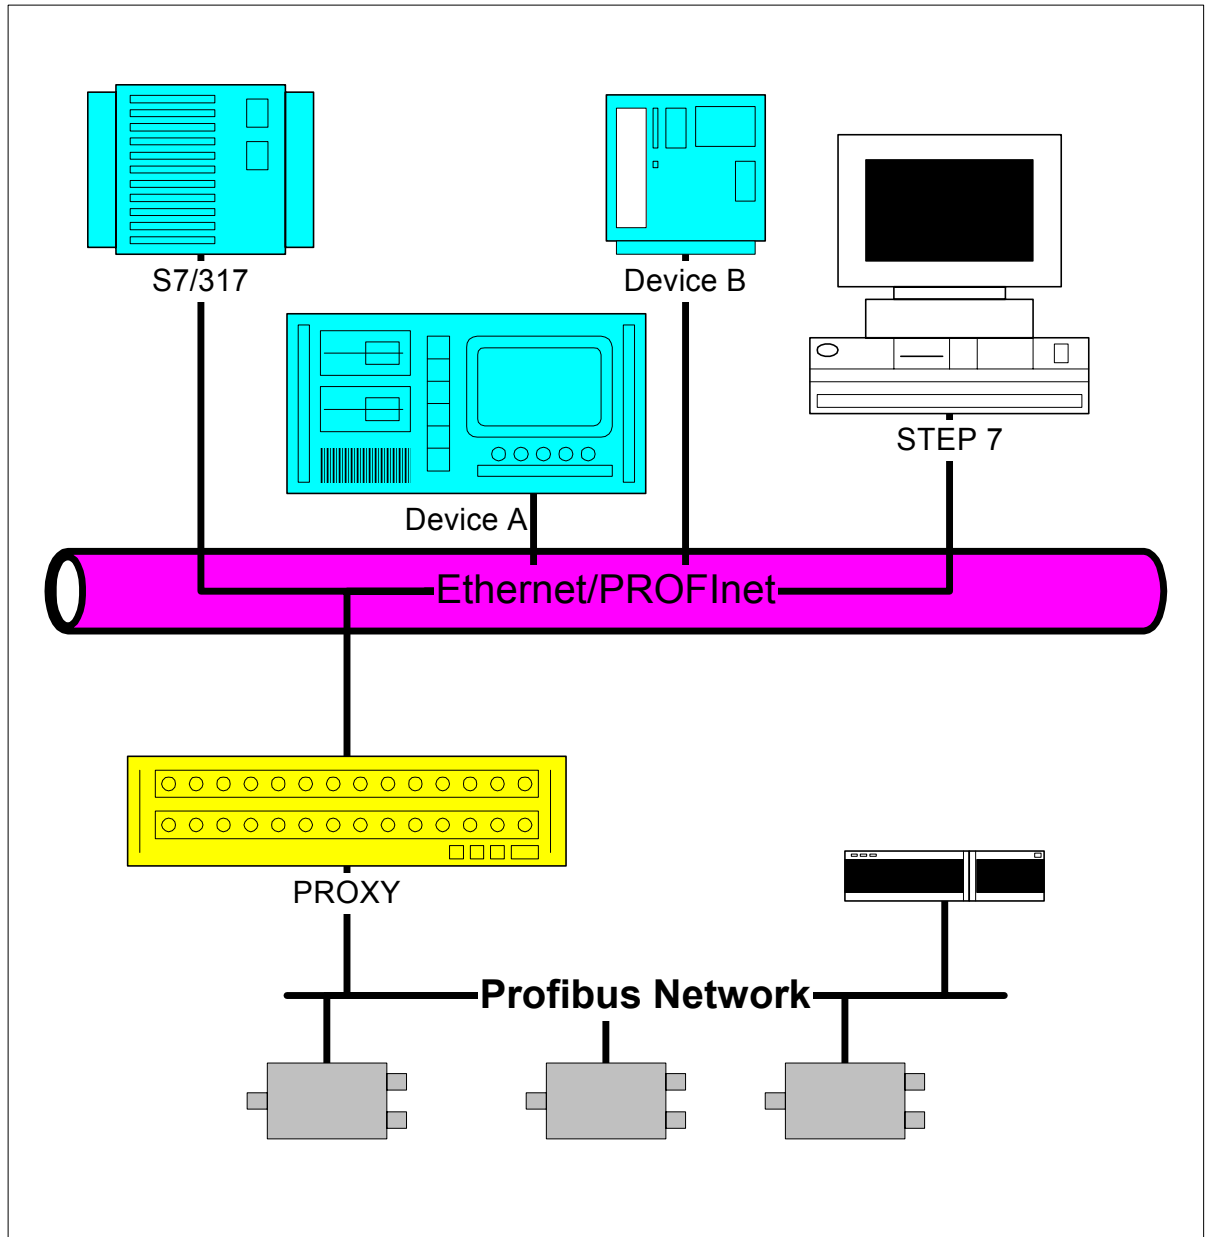 S7/317
Device B
STEP 7
Device A
Ethernet/PROFInet
PROXY
Profibus Network